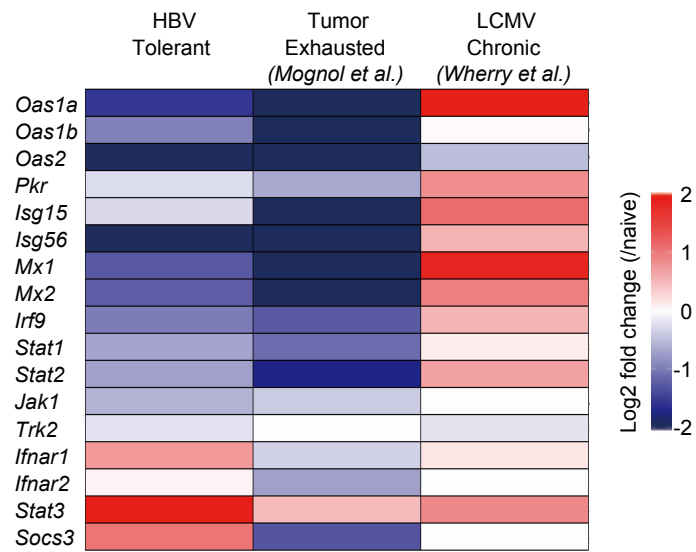 HBV
Tolerant
Tumor
Exhausted
(Mognol et al.)
LCMV
Chronic
(Wherry et al.)
Oas1a
Oas1b
Oas2
Pkr
Isg15
Isg56
Mx1
Mx2
Irf9
Stat1
Stat2
Jak1
Trk2
Ifnar1
Ifnar2
Stat3
Socs3
Log2 fold change (/naive)
2
1
0
-1
-2